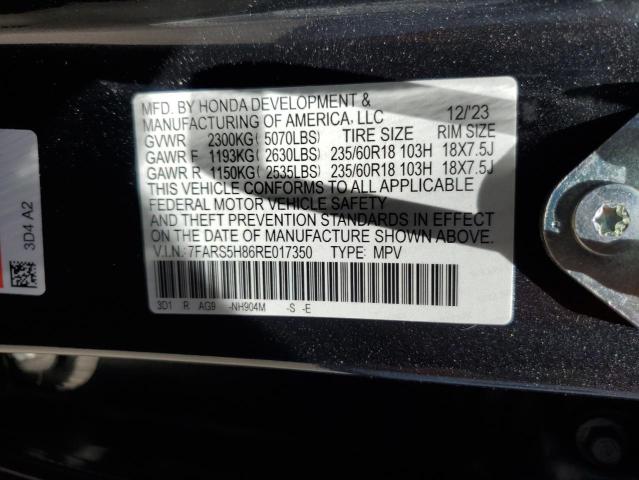 MFD. BY HONDA DEVELOPMENT &
MANUFACTURING OF AMERICA, LLC 12/'23
GVWR 2300KG( 5070LBS) TIRE SIZE RIM SIZE
GAWR F 1193KG( 2630LBS) 235/60R18 103H 18X7.5J
GAWR R 1150KG( 2535LBS) 235/60R18 103H 18X7.5J
THIS VEHICLE CONFORMS TO ALL APPLICABLE
FEDERAL MOTOR VEHICLE SAFETY
AND THEFT PREVENTION STANDARDS IN EFFECT
ON THE DATE OF MANUFACTURE SHOWN ABOVE.
V.I.N.: 7FARS5H86RE017350 TYPE: MPV
3D1 R AG9 -NH904M -S -E
3D4 A2